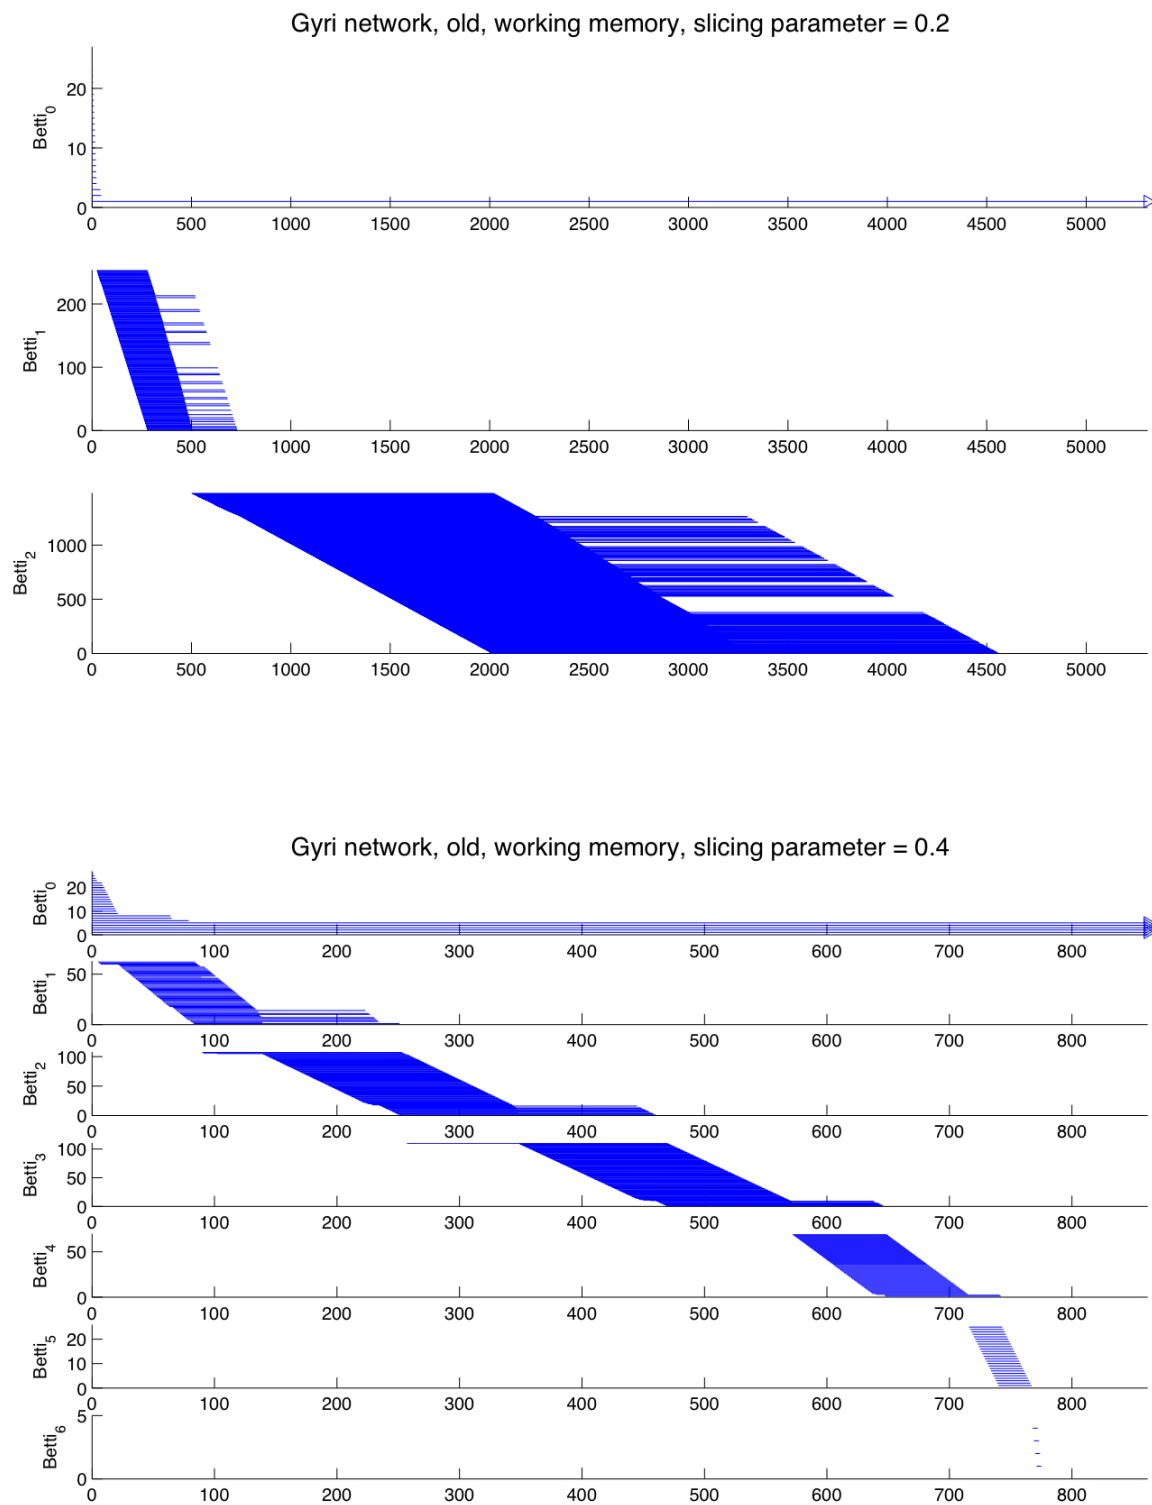 Gyri network, old, working memory, slicing parameter = 0.2
Betti0
20
10
0
0 500 1000 1500 2000 2500 3000 3500 4000 4500 5000
Betti1
200
100
0
0 500 1000 1500 2000 2500 3000 3500 4000 4500 5000
Betti2
1000
500
0
0 500 1000 1500 2000 2500 3000 3500 4000 4500 5000
Gyri network, old, working memory, slicing parameter = 0.4
Betti0
20
10
0
0 100 200 300 400 500 600 700 800
Betti1
50
0
0 100 200 300 400 500 600 700 800
Betti2
100
50
0
0 100 200 300 400 500 600 700 800
Betti3
100
50
0
0 100 200 300 400 500 600 700 800
Betti4
50
0
0 100 200 300 400 500 600 700 800
Betti5
20
10
0
0 100 200 300 400 500 600 700 800
Betti6
5
0
0 100 200 300 400 500 600 700 800